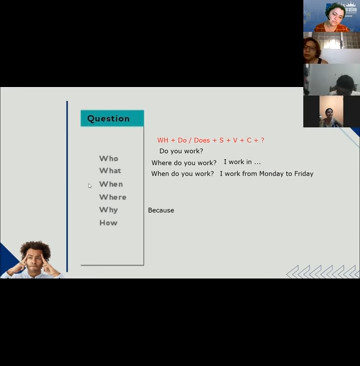 Question
Who
What
When
Where
Why
How
WH + Do / Does + S + V + C + ?
Do you work?
Where do you work? I work in ...
When do you work? I work from Monday to Friday
Because